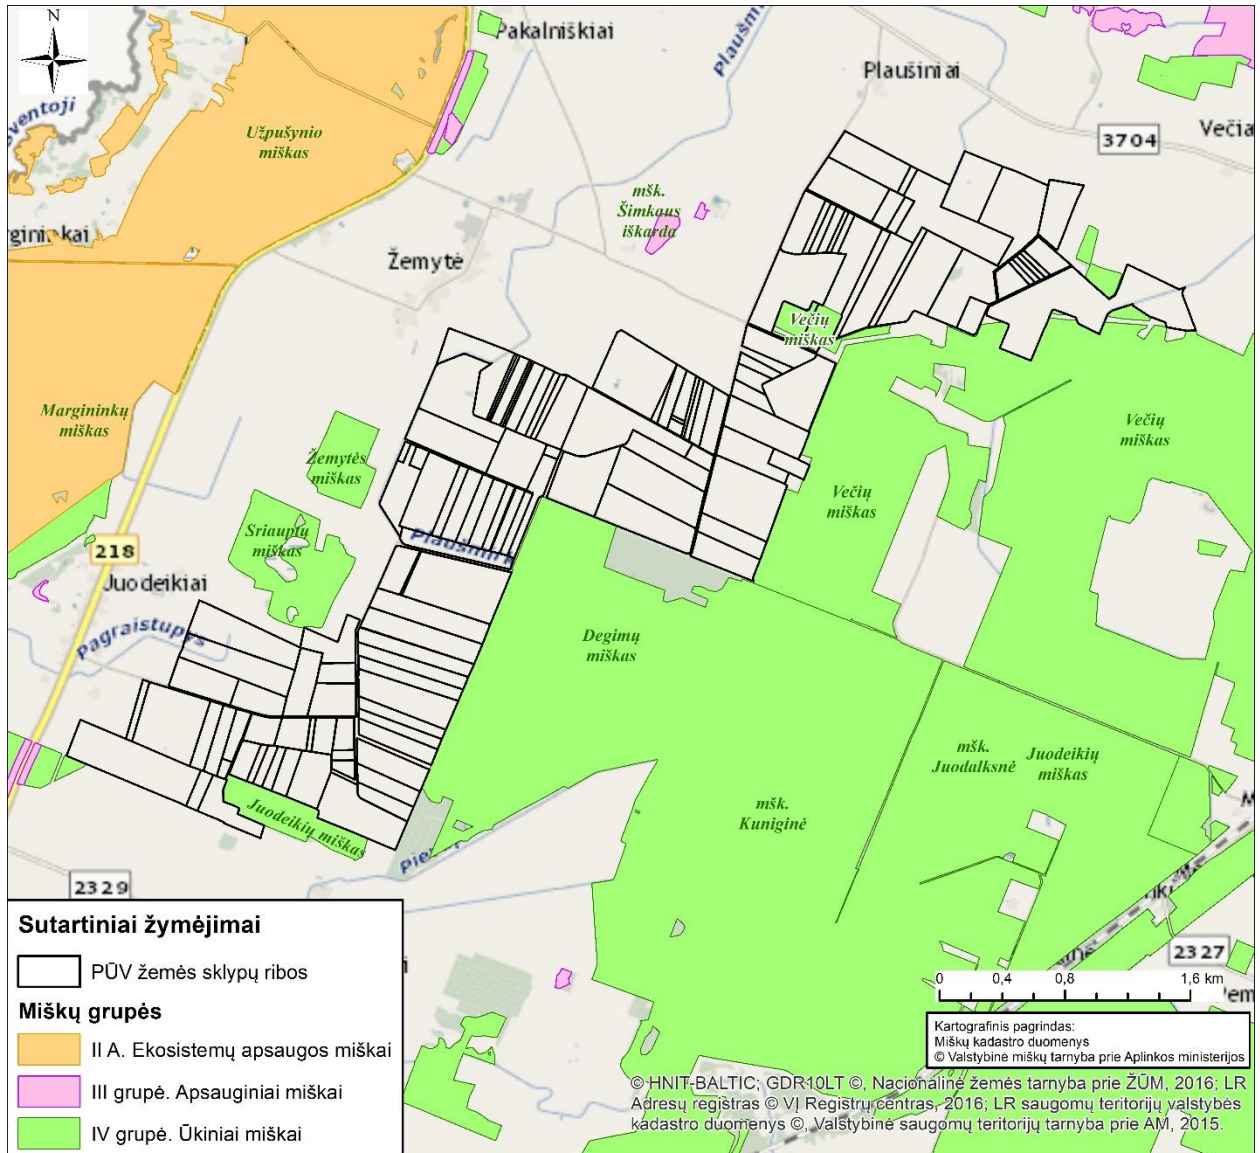 N
Pakalniškiai
Plaušiniai
3704
Užpušynio
miškas
mšk.
Šimkaus
iškarda
Žemytė
Večių
miškas
Margininkų
miškas
Žemytės
miškas
Večių
miškas
Večių
miškas
Sriauptų
miškas
218
Juodeikiai
Pagraistupys
Degimų
miškas
mšk.
Juodalksnė
Juodeikių
miškas
mšk.
Kuniginė
Juodeikių miškas
2329
2327
Sutartiniai žymėjimai
PŪV žemės sklypų ribos
Miškų grupės
II A. Ekosistemų apsaugos miškai
III grupė. Apsauginiai miškai
IV grupė. Ūkiniai miškai
0 0,4 0,8 1,6 km
Kartografinis pagrindas:
Miškų kadastro duomenys
© Valstybinė miškų tarnyba prie Aplinkos ministerijos
© HNIT-BALTIC; GDR10LT ©, Nacionalinė žemės tarnyba prie ŽŪM, 2016; LR
Adresų registras © VĮ Registrų centras, 2016; LR saugomų teritorijų valstybės
kadastro duomenys ©, Valstybinė saugomų teritorijų tarnyba prie AM, 2015.